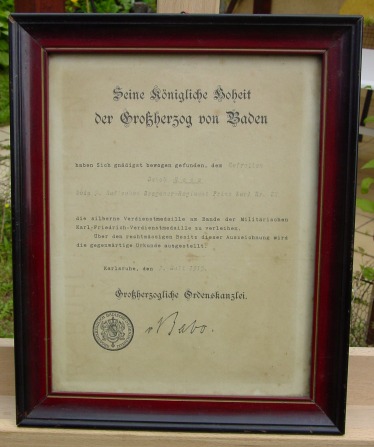 Seine Königliche Hoheit
der Großherzog von Baden
haben Sich gnädigst bewogen gefunden, dem Gefreiten
die silberne Verdienstmedaille am Bande der Militärischen
Karl-Friedrich-Verdienstmedaille zu verleihen.
Über den rechtmässigen Besitz dieser Auszeichnung wird
die gegenwärtige Urkunde ausgestellt.
Karlsruhe, den
Großherzogliche Ordenskanzlei.
v Babo.